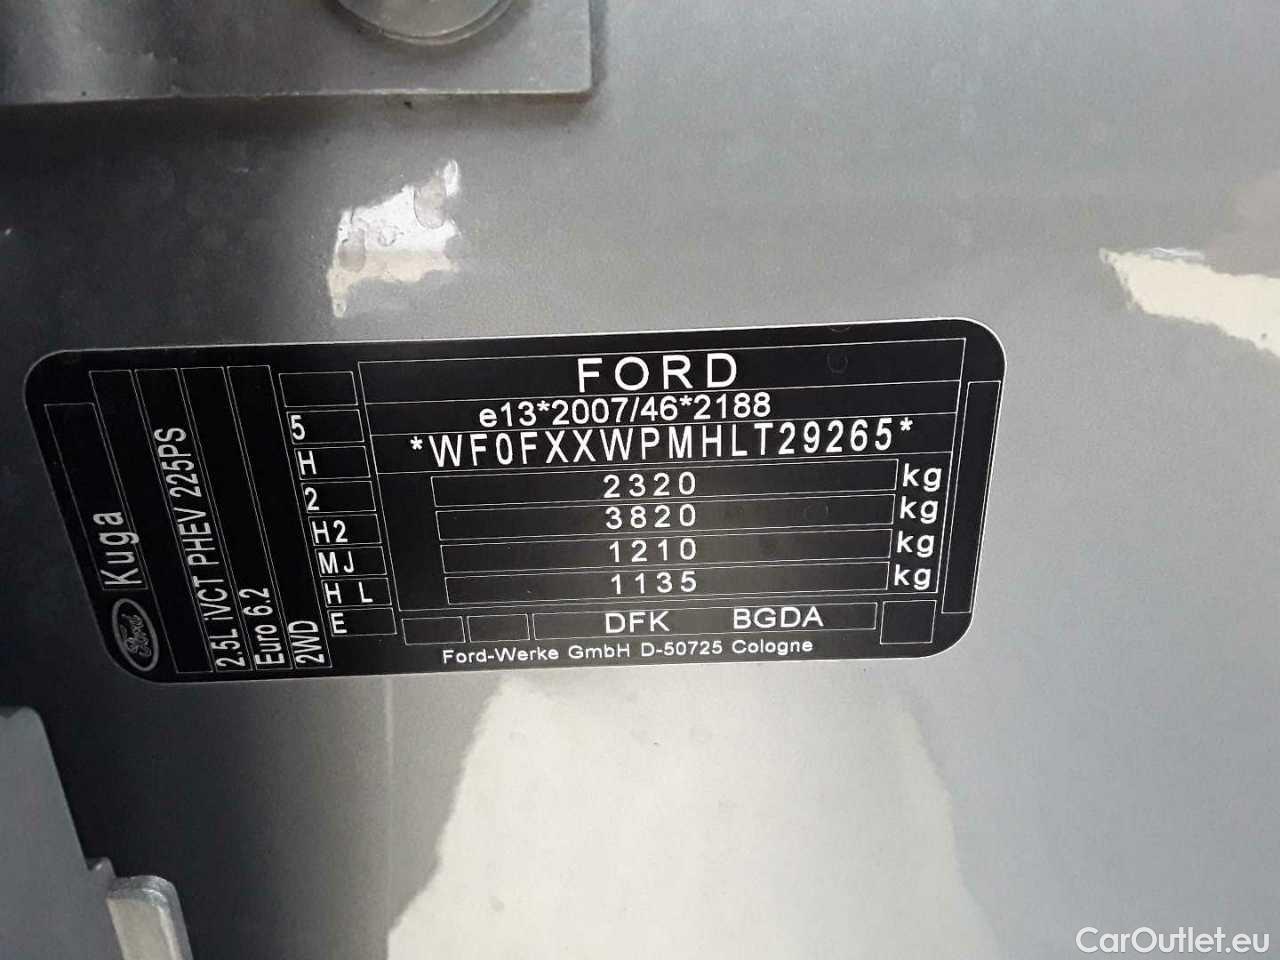 FORD
e13*2007/46*2188
*WF0FXXWPMHLT29265*
2320 kg
3820 kg
1210 kg
1135 kg
DFK BGDA
Ford-Werke GmbH D-50725 Cologne
5
H
2
H2
MJ
H L
E
Ford Kuga
2.5L iVCT PHEV 225PS
Euro 6.2
2WD
CarOutlet.eu